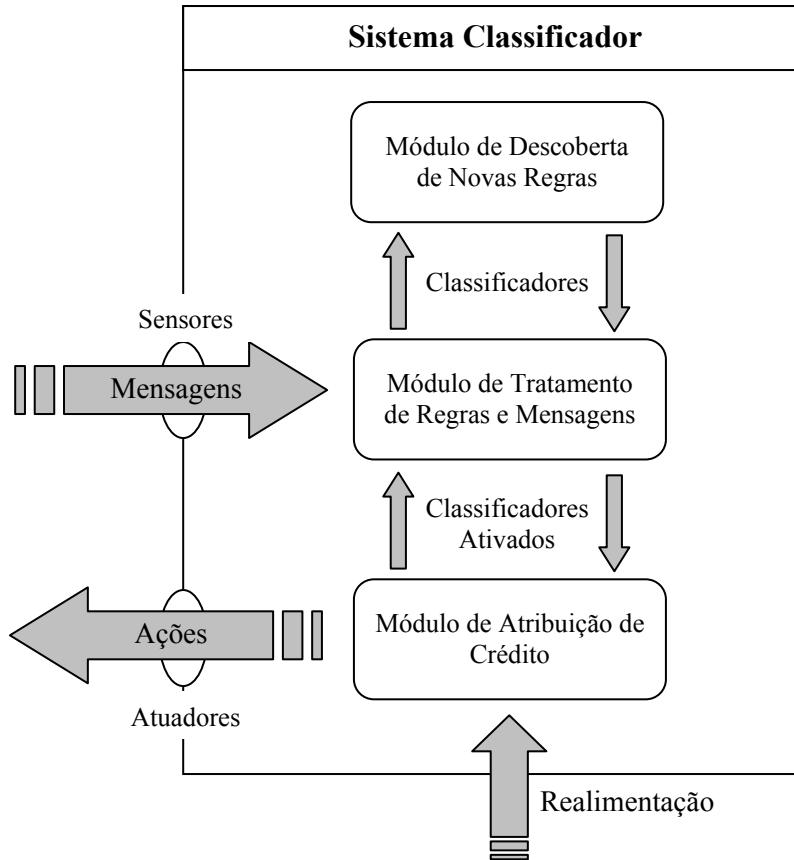 Sistema Classificador
Módulo de Descoberta
de Novas Regras
Classificadores
Sensores
Mensagens
Módulo de Tratamento
de Regras e Mensagens
Classificadores
Ativados
Ações
Módulo de Atribuição de
Crédito
Atuadores
Realimentação